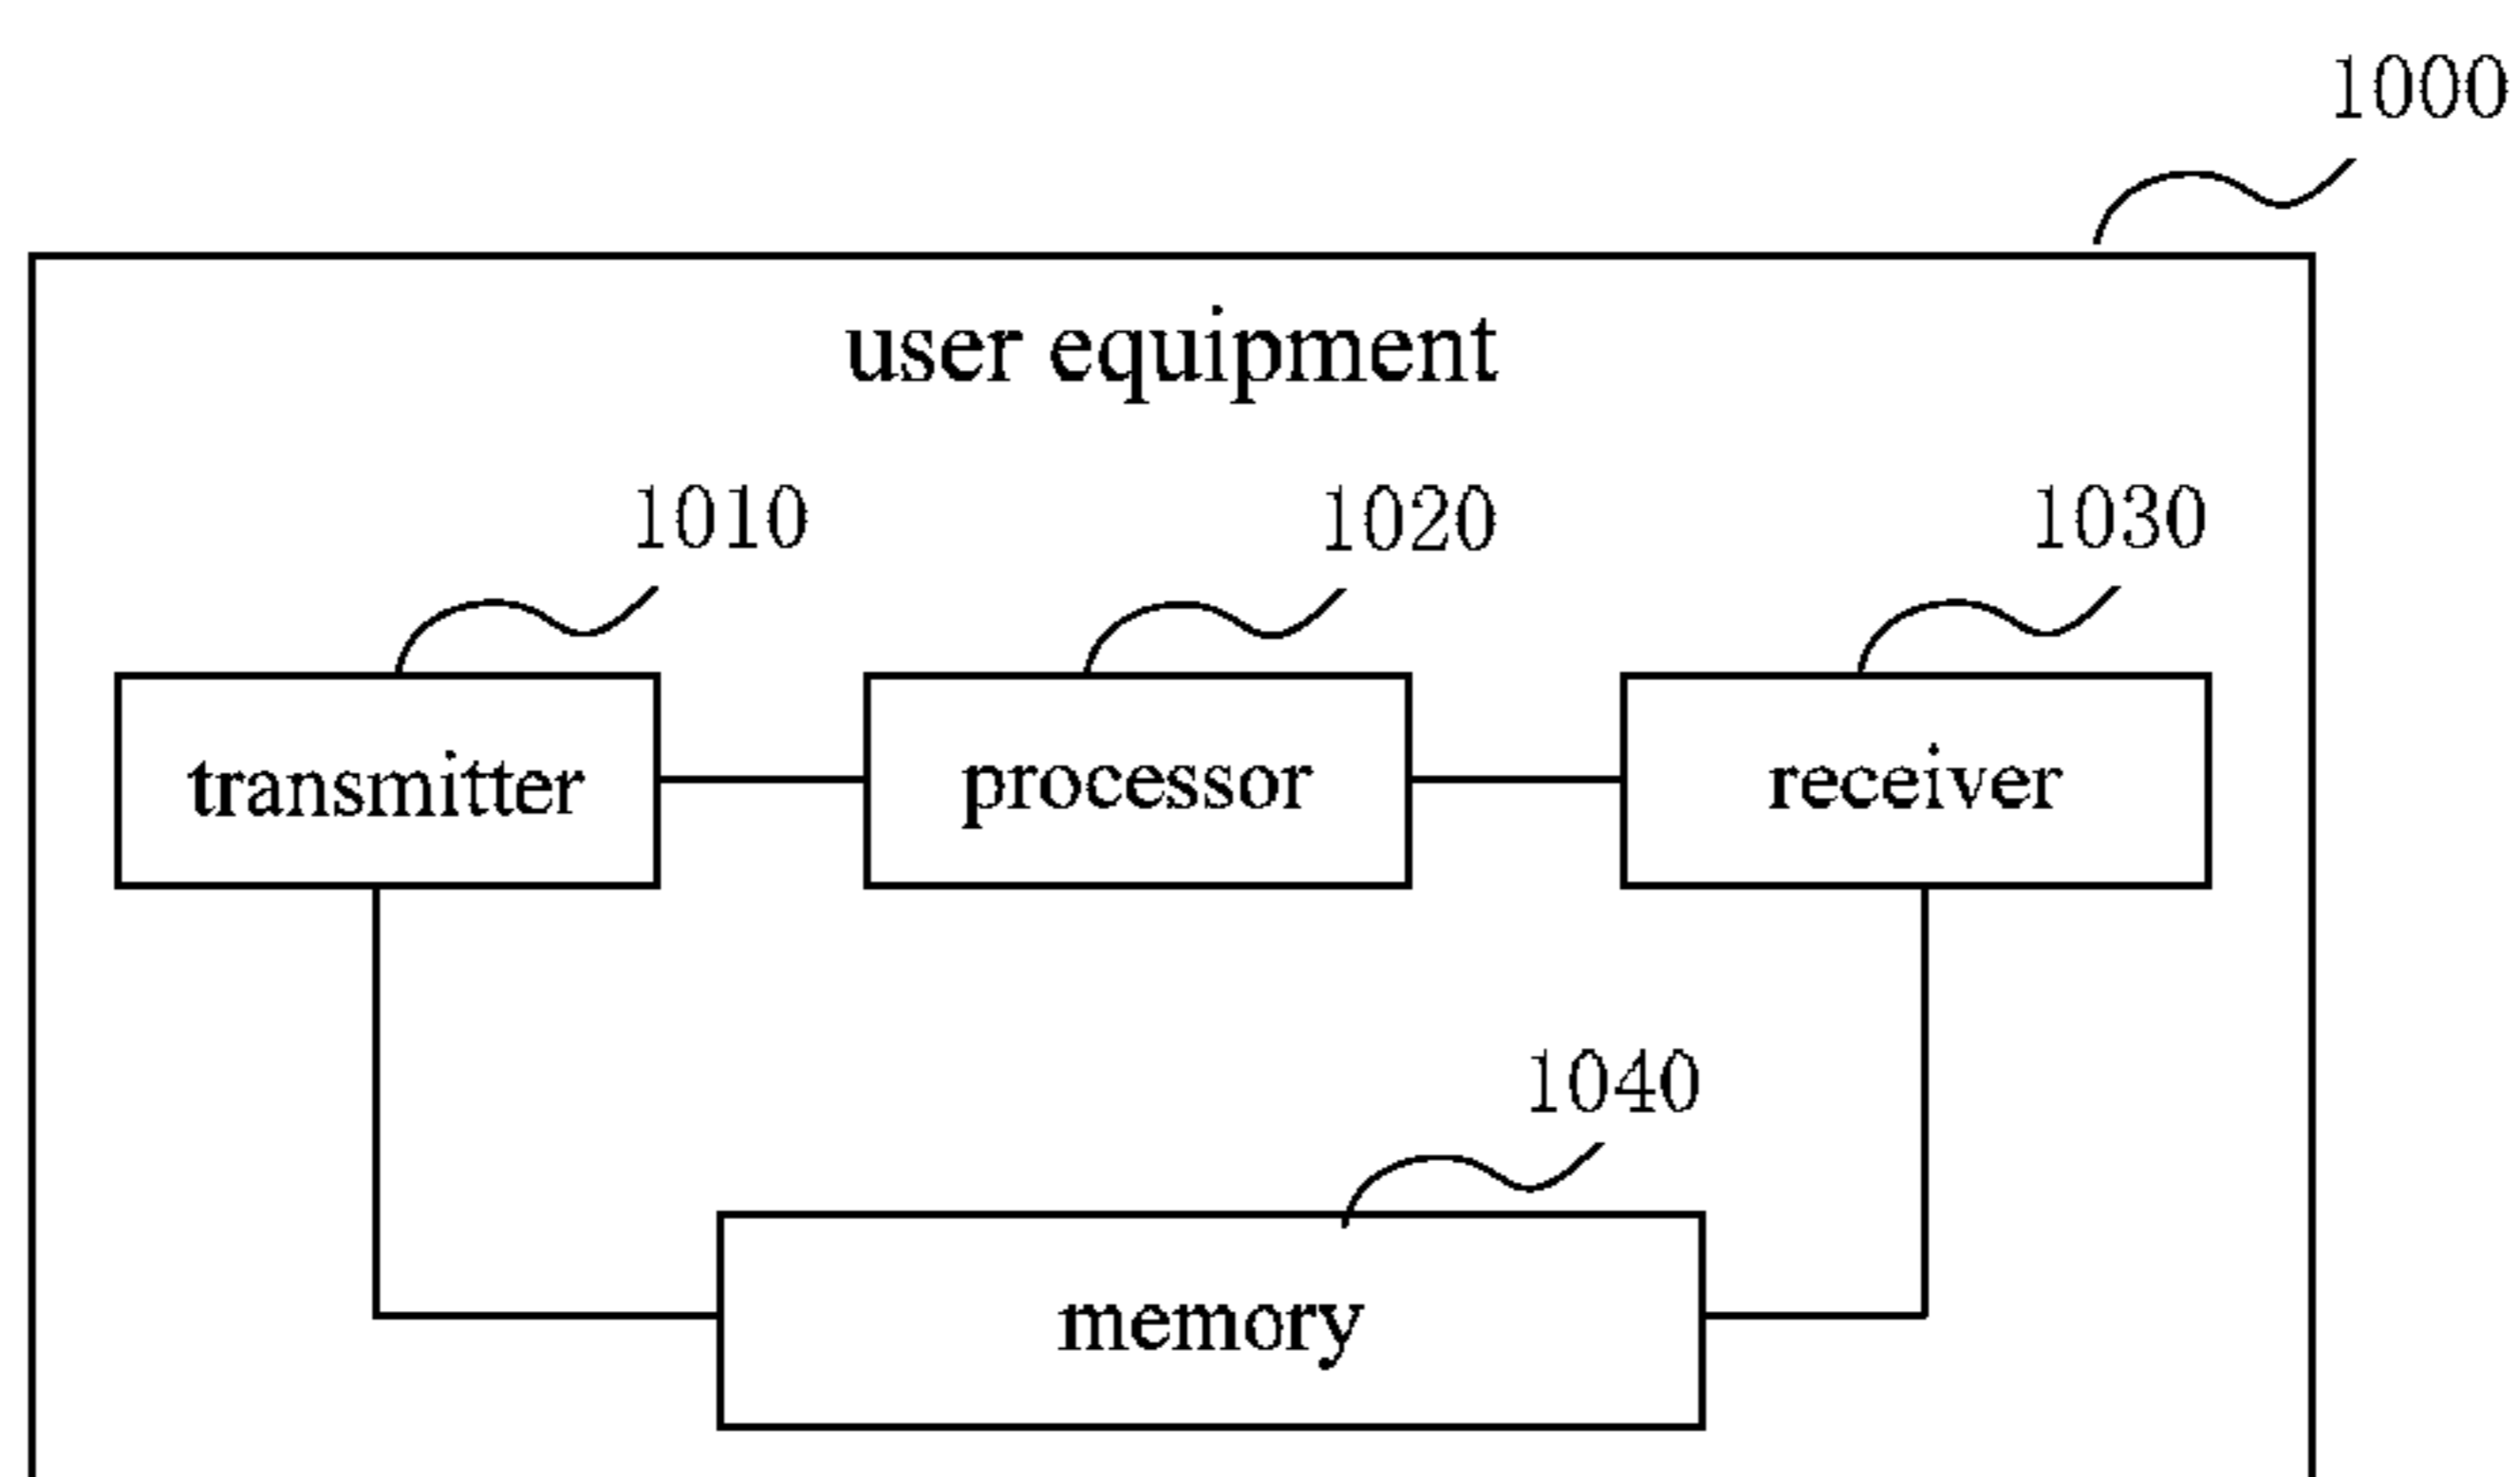 1000
user equipment
1010 1020 1030
transmitter processor receiver
1040
memory